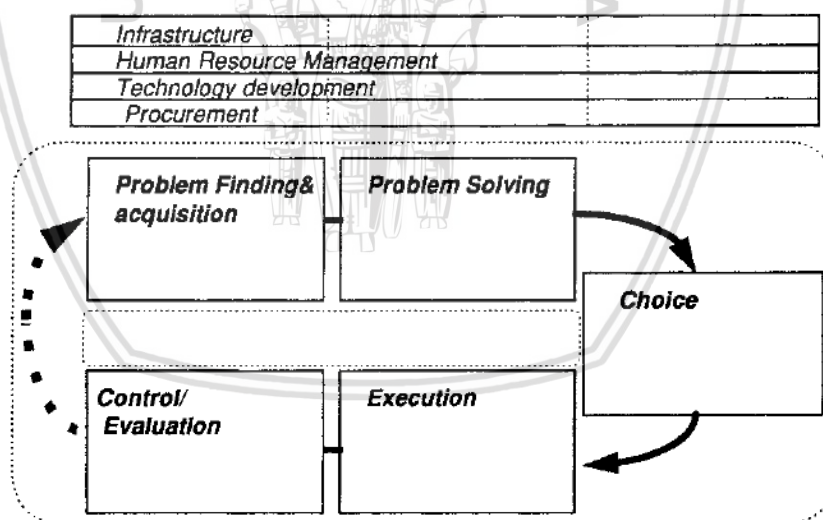 Infrastructure
Human Resource Management
Technology development
Procurement
Problem Finding&
acquisition
Problem Solving
Choice
Control/
Evaluation
Execution